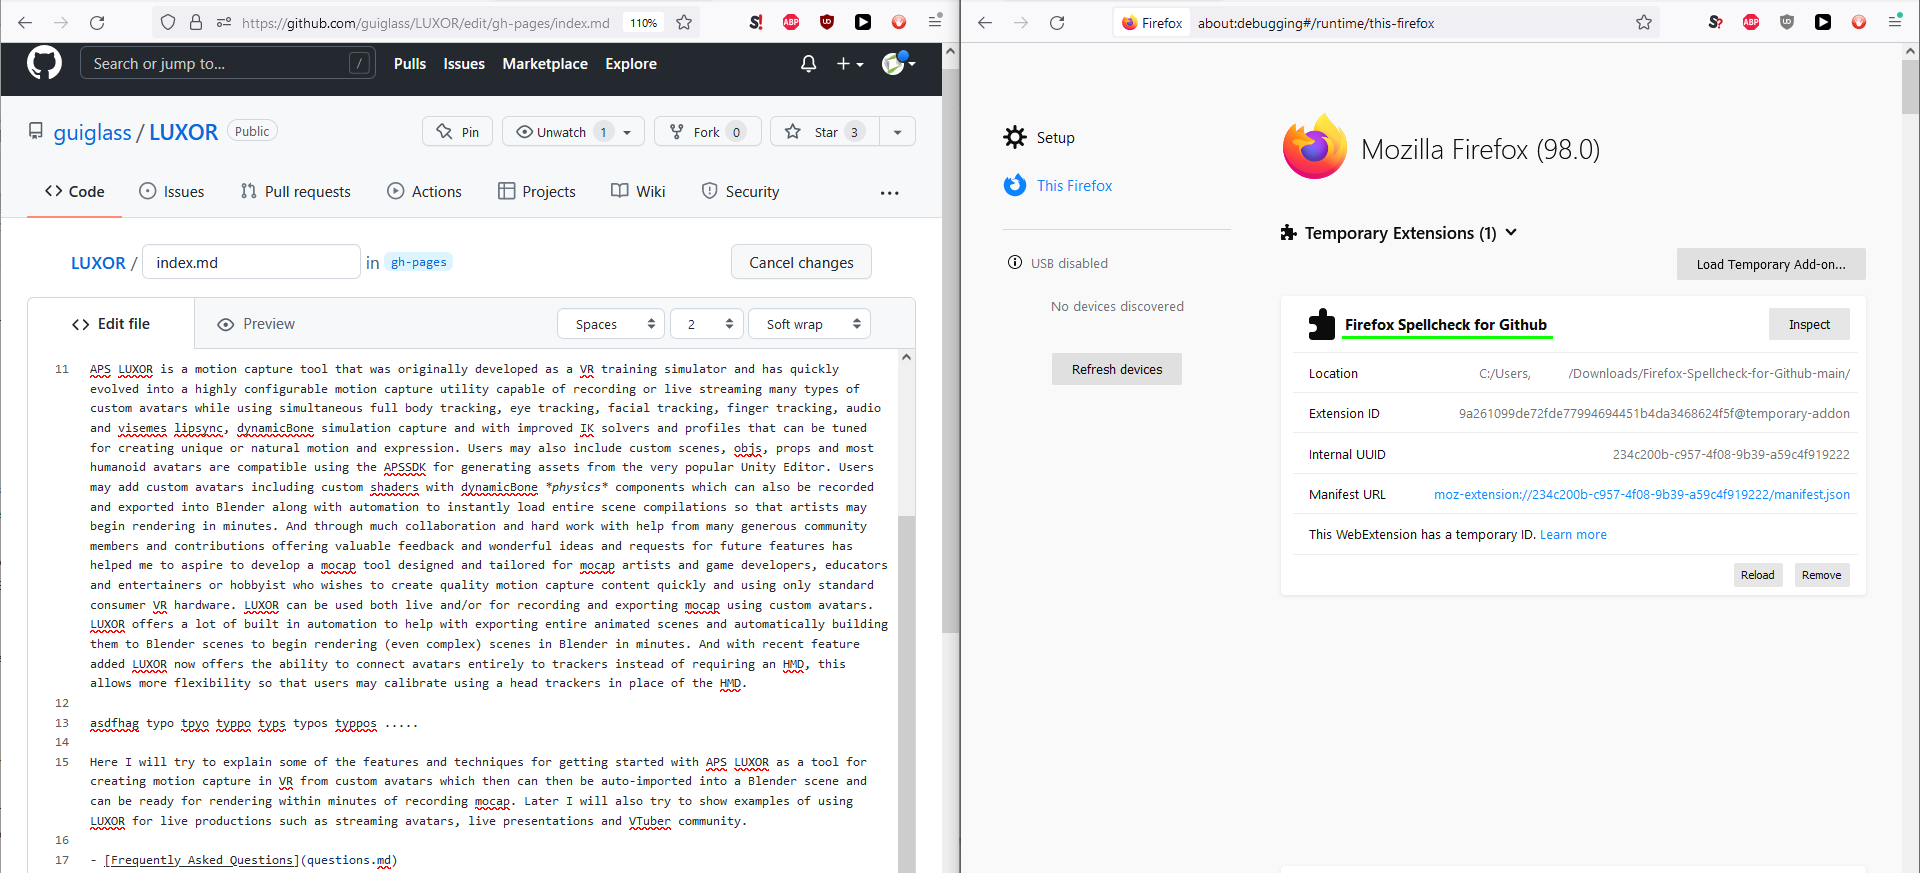 https://github.com/guiglass/LUXOR/edit/gh-pages/index.md 110%
Search or jump to... /
Pulls Issues Marketplace Explore
guiglass / LUXOR Public
Pin Unwatch 1 Fork 0 Star 3
Code Issues Pull requests Actions Projects Wiki Security
LUXOR / index.md in gh-pages Cancel changes
Edit file Preview Spaces 2 Soft wrap
11 APS LUXOR is a motion capture tool that was originally developed as a VR training simulator and has quickly
evolved into a highly configurable motion capture utility capable of recording or live streaming many types of
custom avatars while using simultaneous full body tracking, eye tracking, facial tracking, finger tracking, audio
and visemes lipsync, dynamicBone simulation capture and with improved IK solvers and profiles that can be tuned
for creating unique or natural motion and expression. Users may also include custom scenes, objs, props and most
humanoid avatars are compatible using the APSSDK for generating assets from the very popular Unity Editor. Users
may add custom avatars including custom shaders with dynamicBone *physics* components which can also be recorded
and exported into Blender along with automation to instantly load entire scene compilations so that artists may
begin rendering in minutes. And through much collaboration and hard work with help from many generous community
members and contributions offering valuable feedback and wonderful ideas and requests for future features has
helped me to aspire to develop a mocap tool designed and tailored for mocap artists and game developers, educators
and entertainers or hobbyist who wishes to create quality motion capture content quickly and using only standard
consumer VR hardware. LUXOR can be used both live and/or for recording and exporting mocap using custom avatars.
LUXOR offers a lot of built in automation to help with exporting entire animated scenes and automatically building
them to Blender scenes to begin rendering (even complex) scenes in Blender in minutes. And with recent feature
added LUXOR now offers the ability to connect avatars entirely to trackers instead of requiring an HMD, this
allows more flexibility so that users may calibrate using a head trackers in place of the HMD.
12
13 asdfhag typo tpyo typpo typs typos typpos .....
14
15 Here I will try to explain some of the features and techniques for getting started with APS LUXOR as a tool for
creating motion capture in VR from custom avatars which then can then be auto-imported into a Blender scene and
can be ready for rendering within minutes of recording mocap. Later I will also try to show examples of using
LUXOR for live productions such as streaming avatars, live presentations and VTuber community.
16
17 - [Frequently Asked Questions](questions.md)
Firefox about:debugging#/runtime/this-firefox
Setup
This Firefox
USB disabled
No devices discovered
Refresh devices
Mozilla Firefox (98.0)
Temporary Extensions (1)
Load Temporary Add-on...
Firefox Spellcheck for Github Inspect
Location C:/Users, /Downloads/Firefox-Spellcheck-for-Github-main/
Extension ID 9a261099de72fde77994694451b4da3468624f5f@temporary-addon
Internal UUID 234c200b-c957-4f08-9b39-a59c4f919222
Manifest URL moz-extension://234c200b-c957-4f08-9b39-a59c4f919222/manifest.json
This WebExtension has a temporary ID. Learn more
Reload Remove